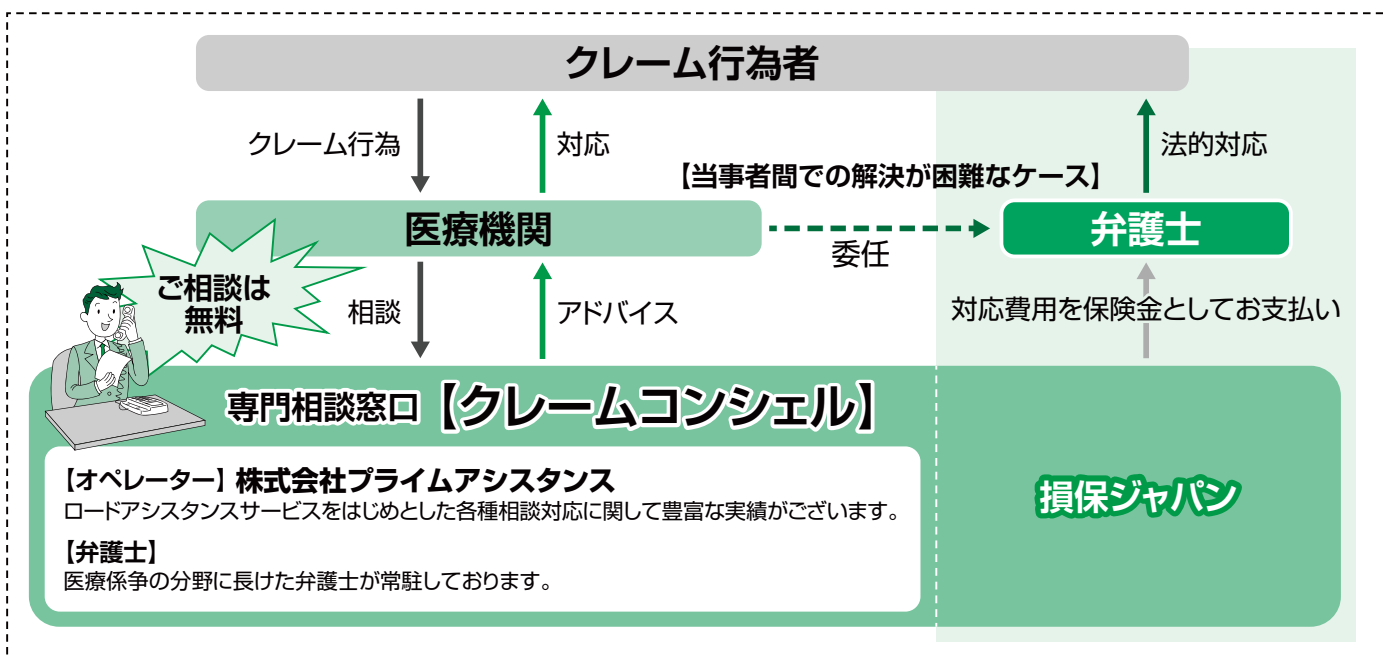 クレーム行為者
クレーム行為
対応
法的対応
【当事者間での解決が困難なケース】
医療機関
委任
弁護士
ご相談は
無料
相談
アドバイス
対応費用を保険金としてお支払い
専門相談窓口【クレームコンシェル】
【オペレーター】株式会社プライムアシスタンス
ロードアシスタンスサービスをはじめとした各種相談対応に関して豊富な実績がございます。
【弁護士】
医療係争の分野に長けた弁護士が常駐しております。
損保ジャパン